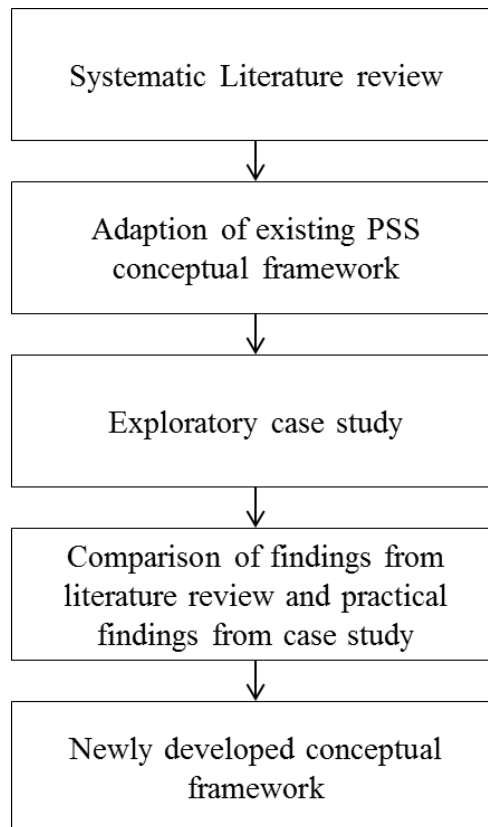 Systematic Literature review
Adaption of existing PSS
conceptual framework
Exploratory case study
Comparison of findings from
literature review and practical
findings from case study
Newly developed conceptual
framework